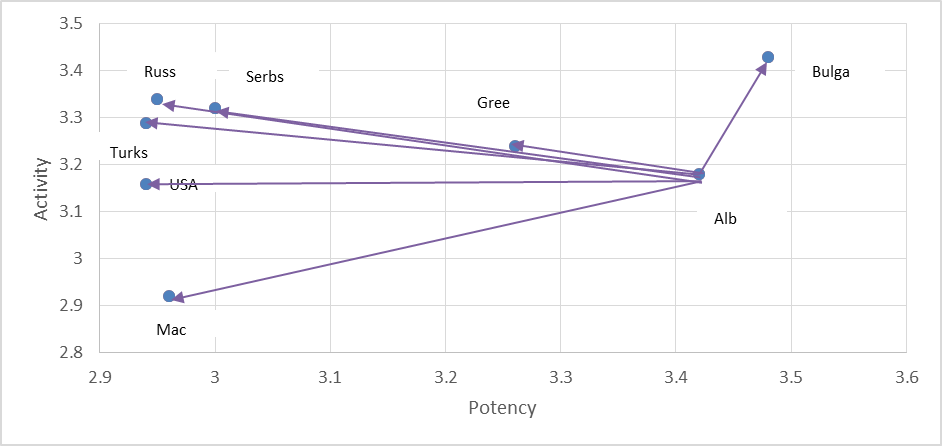 3.5
3.4
3.3
3.2
3.1
3
2.9
2.8
Activity
Russ
Serbs
Gree
Bulga
Turks
USA
Alb
Mac
2.9 3 3.1 3.2 3.3 3.4 3.5 3.6
Potency